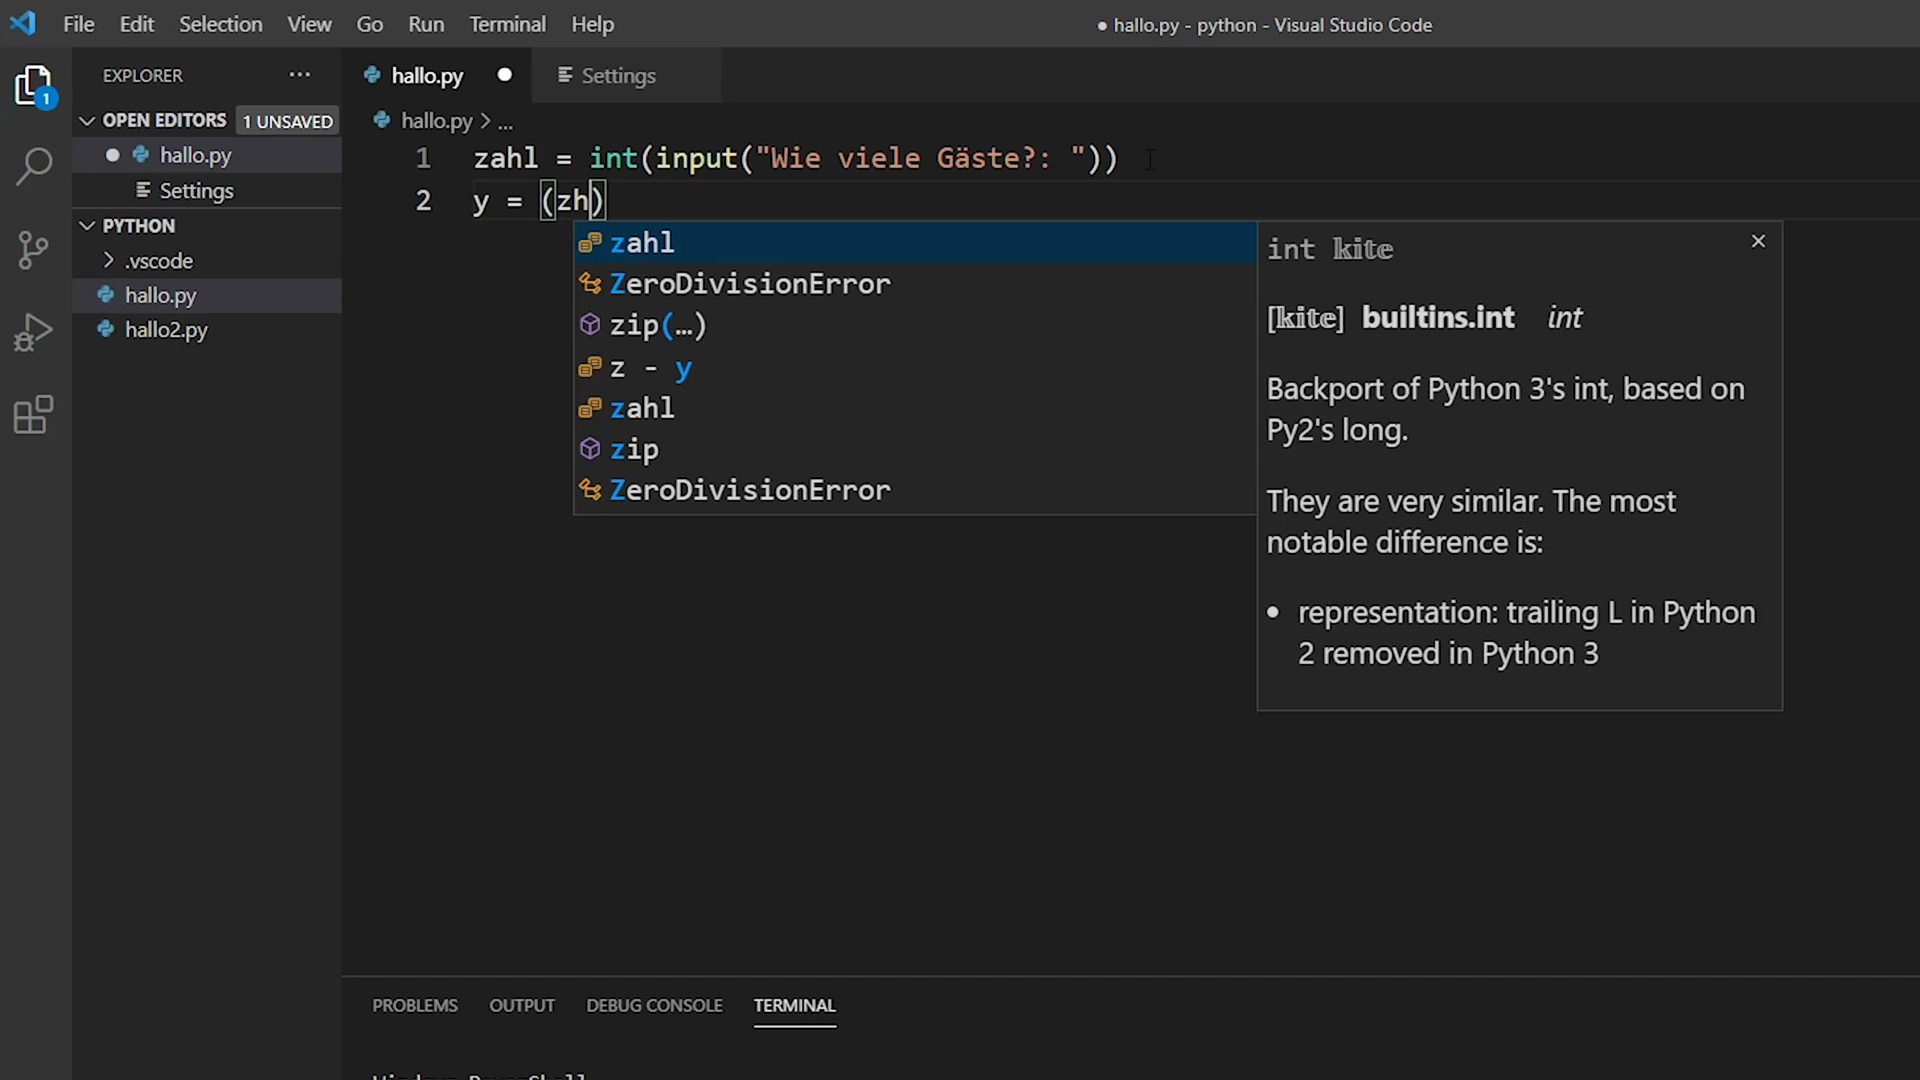 File Edit Selection View Go Run Terminal Help
● hallo.py - python - Visual Studio Code
EXPLORER ...
hallo.py ● Settings
1
OPEN EDITORS 1 UNSAVED
hallo.py > ...
● hallo.py
Settings
PYTHON
.vscode
hallo.py
hallo2.py
1 zahl = int(input("Wie viele Gäste?: "))
2 y = (zh)
zahl
ZeroDivisionError
zip(…)
z - y
zahl
zip
ZeroDivisionError
int kite
[kite] builtins.int int
Backport of Python 3's int, based on
Py2's long.
They are very similar. The most
notable difference is:
• representation: trailing L in Python
2 removed in Python 3
PROBLEMS OUTPUT DEBUG CONSOLE TERMINAL
Windows PowerShell